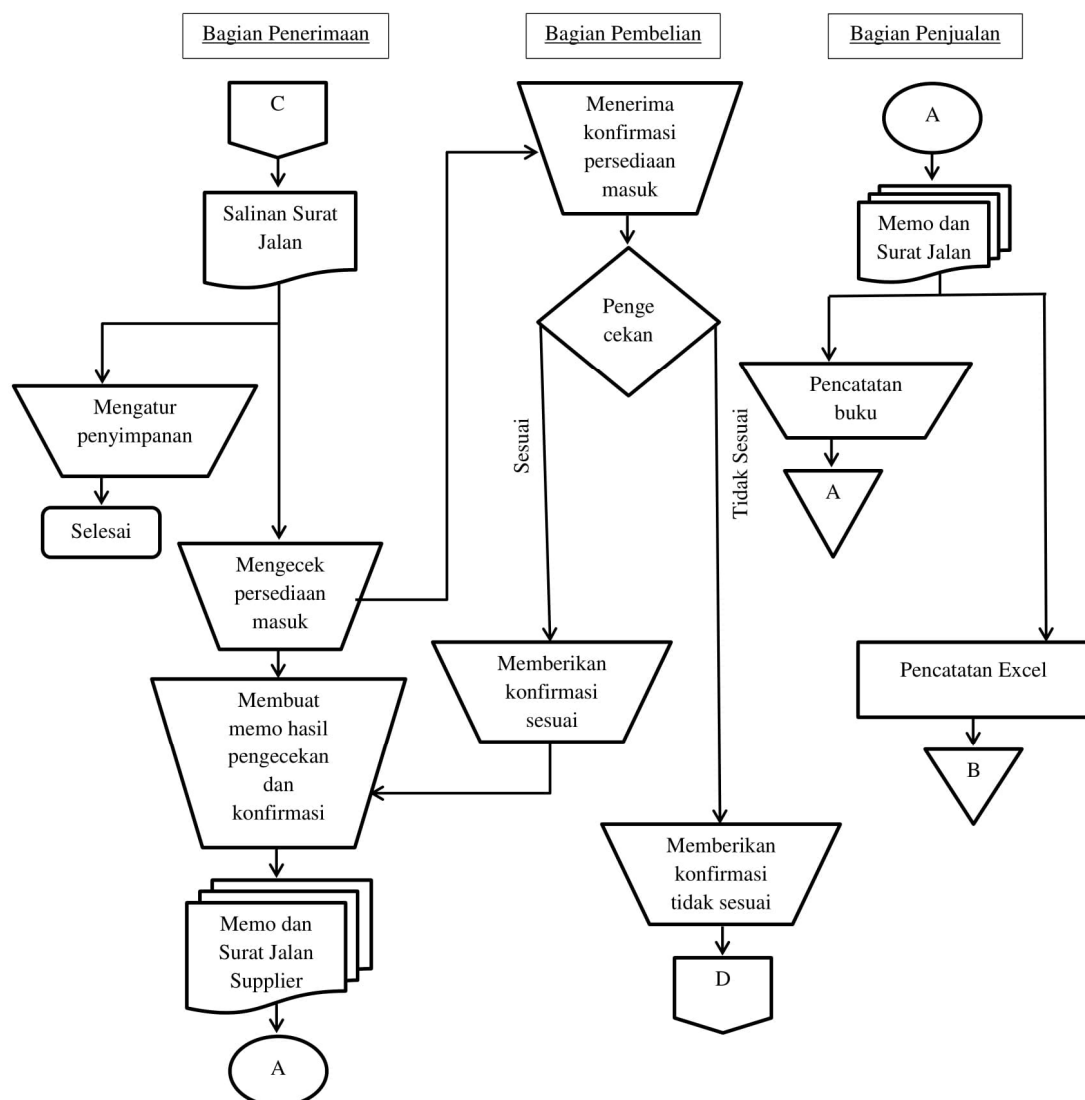 Bagian Penerimaan
Bagian Pembelian
Bagian Penjualan
C
Salinan Surat
Jalan
Mengatur
penyimpanan
Selesai
Mengecek
persediaan
masuk
Membuat
memo hasil
pengecekan
dan
konfirmasi
Memo dan
Surat Jalan
Supplier
A
Menerima
konfirmasi
persediaan
masuk
Penge
cekan
Sesuai
Tidak Sesuai
Memberikan
konfirmasi
sesuai
Memberikan
konfirmasi
tidak sesuai
D
A
Memo dan
Surat Jalan
Pencatatan
buku
A
Pencatatan Excel
B